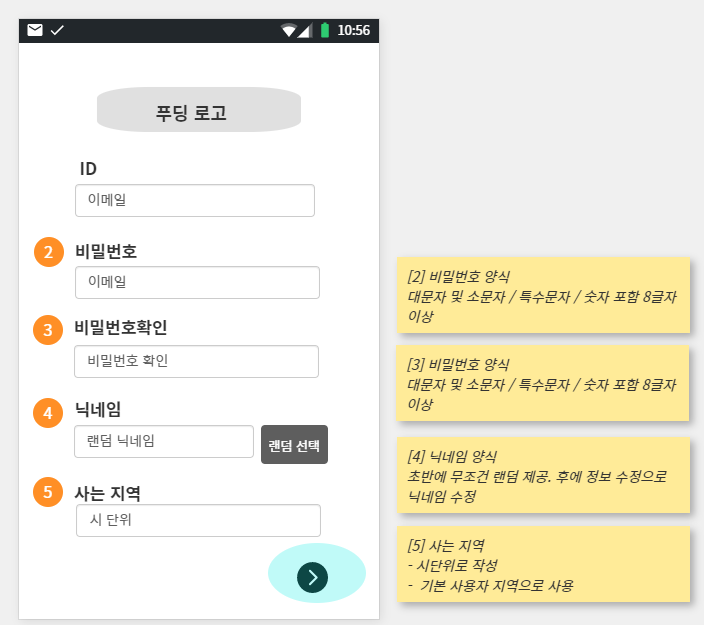 10:56
푸딩 로고
ID
이메일
2
비밀번호
이메일
3
비밀번호확인
비밀번호 확인
4
닉네임
랜덤 닉네임
랜덤 선택
5
사는 지역
시 단위
[2] 비밀번호 양식
대문자 및 소문자 / 특수문자 / 숫자 포함 8글자
이상
[3] 비밀번호 양식
대문자 및 소문자 / 특수문자 / 숫자 포함 8글자
이상
[4] 닉네임 양식
초반에 무조건 랜덤 제공. 후에 정보 수정으로
닉네임 수정
[5] 사는 지역
- 시단위로 작성
- 기본 사용자 지역으로 사용